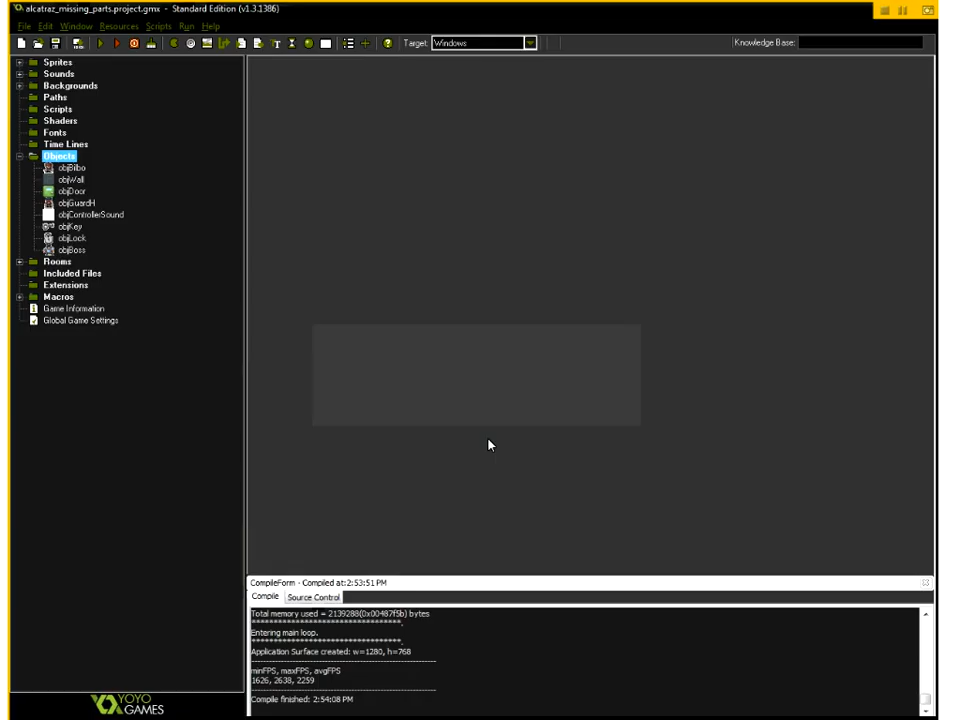 alcatraz_missing_parts.project.gmx - Standard Edition (v1.3.1386)
File Edit Window Resources Scripts Run Help
Target: Windows Knowledge Base:
Sprites
Sounds
Backgrounds
Paths
Scripts
Shaders
Fonts
Time Lines
Objects
objBilbo
objWall
objDoor
objGuardH
objControllerSound
objKey
objLock
objBoss
Rooms
Included Files
Extensions
Macros
Game Information
Global Game Settings
CompileForm - Compiled at:2:53:51 PM
Compile Source Control
Total memory used = 2139288(0x00487f5b) bytes
**********************************.
Entering main loop.
**********************************.
Application Surface created: w=1280, h=768
minFPS, maxFPS, avgFPS
1626, 2638, 2259
Compile finished: 2:54:08 PM
YOYO
GAMES